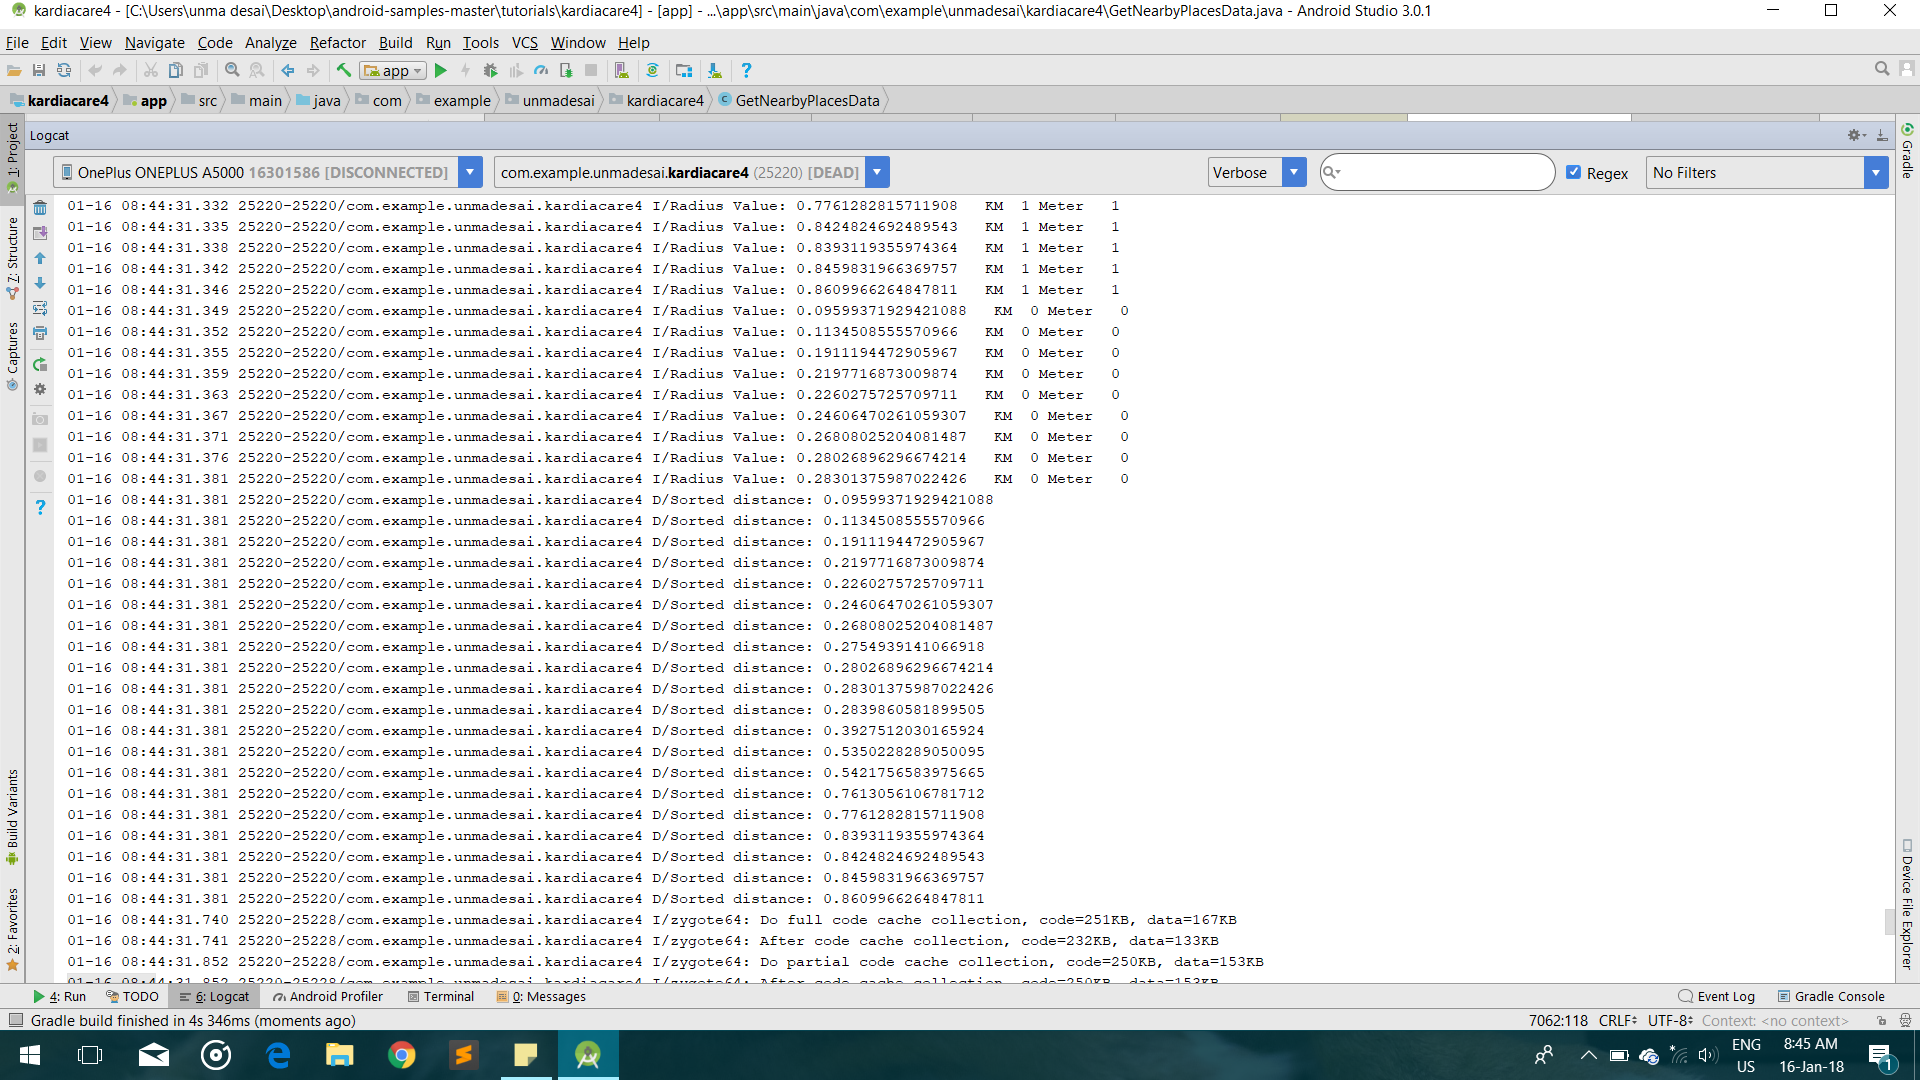 kardiacare4 - [C:\Users\unma desai\Desktop\android-samples-master\tutorials\kardiacare4] - [app] - ...\app\src\main\java\com\example\unmadesai\kardiacare4\GetNearbyPlacesData.java - Android Studio 3.0.1
File Edit View Navigate Code Analyze Refactor Build Run Tools VCS Window Help
app
kardiacare4 app src main java com example unmadesai kardiacare4 GetNearbyPlacesData
Logcat
OnePlus ONEPLUS A5000 16301586 [DISCONNECTED] com.example.unmadesai.kardiacare4 (25220) [DEAD] Verbose Regex No Filters
01-16 08:44:31.332 25220-25220/com.example.unmadesai.kardiacare4 I/Radius Value: 0.7761282815711908 KM 1 Meter 1
01-16 08:44:31.335 25220-25220/com.example.unmadesai.kardiacare4 I/Radius Value: 0.8424824692489543 KM 1 Meter 1
01-16 08:44:31.338 25220-25220/com.example.unmadesai.kardiacare4 I/Radius Value: 0.8393119355974364 KM 1 Meter 1
01-16 08:44:31.342 25220-25220/com.example.unmadesai.kardiacare4 I/Radius Value: 0.8459831966369757 KM 1 Meter 1
01-16 08:44:31.346 25220-25220/com.example.unmadesai.kardiacare4 I/Radius Value: 0.8609966264847811 KM 1 Meter 1
01-16 08:44:31.349 25220-25220/com.example.unmadesai.kardiacare4 I/Radius Value: 0.09599371929421088 KM 0 Meter 0
01-16 08:44:31.352 25220-25220/com.example.unmadesai.kardiacare4 I/Radius Value: 0.1134508555570966 KM 0 Meter 0
01-16 08:44:31.355 25220-25220/com.example.unmadesai.kardiacare4 I/Radius Value: 0.1911194472905967 KM 0 Meter 0
01-16 08:44:31.359 25220-25220/com.example.unmadesai.kardiacare4 I/Radius Value: 0.2197716873009874 KM 0 Meter 0
01-16 08:44:31.363 25220-25220/com.example.unmadesai.kardiacare4 I/Radius Value: 0.2260275725709711 KM 0 Meter 0
01-16 08:44:31.367 25220-25220/com.example.unmadesai.kardiacare4 I/Radius Value: 0.24606470261059307 KM 0 Meter 0
01-16 08:44:31.371 25220-25220/com.example.unmadesai.kardiacare4 I/Radius Value: 0.26808025204081487 KM 0 Meter 0
01-16 08:44:31.376 25220-25220/com.example.unmadesai.kardiacare4 I/Radius Value: 0.28026896296674214 KM 0 Meter 0
01-16 08:44:31.381 25220-25220/com.example.unmadesai.kardiacare4 I/Radius Value: 0.28301375987022426 KM 0 Meter 0
01-16 08:44:31.381 25220-25220/com.example.unmadesai.kardiacare4 D/Sorted distance: 0.09599371929421088
01-16 08:44:31.381 25220-25220/com.example.unmadesai.kardiacare4 D/Sorted distance: 0.1134508555570966
01-16 08:44:31.381 25220-25220/com.example.unmadesai.kardiacare4 D/Sorted distance: 0.1911194472905967
01-16 08:44:31.381 25220-25220/com.example.unmadesai.kardiacare4 D/Sorted distance: 0.2197716873009874
01-16 08:44:31.381 25220-25220/com.example.unmadesai.kardiacare4 D/Sorted distance: 0.2260275725709711
01-16 08:44:31.381 25220-25220/com.example.unmadesai.kardiacare4 D/Sorted distance: 0.24606470261059307
01-16 08:44:31.381 25220-25220/com.example.unmadesai.kardiacare4 D/Sorted distance: 0.26808025204081487
01-16 08:44:31.381 25220-25220/com.example.unmadesai.kardiacare4 D/Sorted distance: 0.2754939141066918
01-16 08:44:31.381 25220-25220/com.example.unmadesai.kardiacare4 D/Sorted distance: 0.28026896296674214
01-16 08:44:31.381 25220-25220/com.example.unmadesai.kardiacare4 D/Sorted distance: 0.28301375987022426
01-16 08:44:31.381 25220-25220/com.example.unmadesai.kardiacare4 D/Sorted distance: 0.2839860581899505
01-16 08:44:31.381 25220-25220/com.example.unmadesai.kardiacare4 D/Sorted distance: 0.3927512030165924
01-16 08:44:31.381 25220-25220/com.example.unmadesai.kardiacare4 D/Sorted distance: 0.5350228289050095
01-16 08:44:31.381 25220-25220/com.example.unmadesai.kardiacare4 D/Sorted distance: 0.5421756583975665
01-16 08:44:31.381 25220-25220/com.example.unmadesai.kardiacare4 D/Sorted distance: 0.7613056106781712
01-16 08:44:31.381 25220-25220/com.example.unmadesai.kardiacare4 D/Sorted distance: 0.7761282815711908
01-16 08:44:31.381 25220-25220/com.example.unmadesai.kardiacare4 D/Sorted distance: 0.8393119355974364
01-16 08:44:31.381 25220-25220/com.example.unmadesai.kardiacare4 D/Sorted distance: 0.8424824692489543
01-16 08:44:31.381 25220-25220/com.example.unmadesai.kardiacare4 D/Sorted distance: 0.8459831966369757
01-16 08:44:31.381 25220-25220/com.example.unmadesai.kardiacare4 D/Sorted distance: 0.8609966264847811
01-16 08:44:31.740 25220-25228/com.example.unmadesai.kardiacare4 I/zygote64: Do full code cache collection, code=251KB, data=167KB
01-16 08:44:31.741 25220-25228/com.example.unmadesai.kardiacare4 I/zygote64: After code cache collection, code=232KB, data=133KB
01-16 08:44:31.852 25220-25228/com.example.unmadesai.kardiacare4 I/zygote64: Do partial code cache collection, code=250KB, data=153KB
01-16 08:44:31.852 25220-25228/com.example.unmadesai.kardiacare4 I/zygote64: After code cache collection, code=250KB, data=153KB
1: Project
7: Structure
Captures
Build Variants
2: Favorites
Gradle
Device File Explorer
4: Run TODO 6: Logcat Android Profiler Terminal 0: Messages Event Log Gradle Console
Gradle build finished in 4s 346ms (moments ago) 7062:118 CRLF UTF-8 Context: <no context>
ENG 8:45 AM
US 16-Jan-18
1